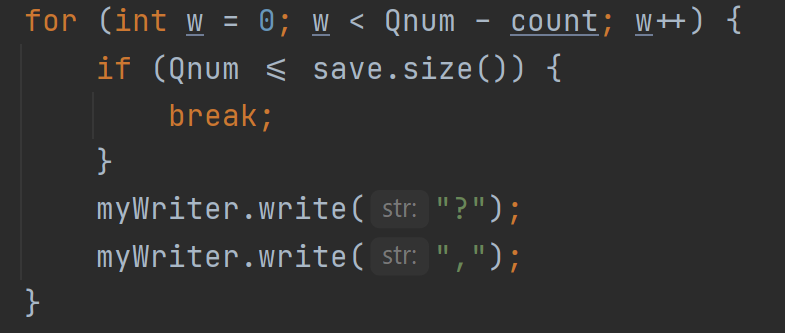 for (int w = 0; w < Qnum - count; w++) {
    if (Qnum <= save.size()) {
        break;
    }
    myWriter.write( str: "?");
    myWriter.write( str: ",");
}